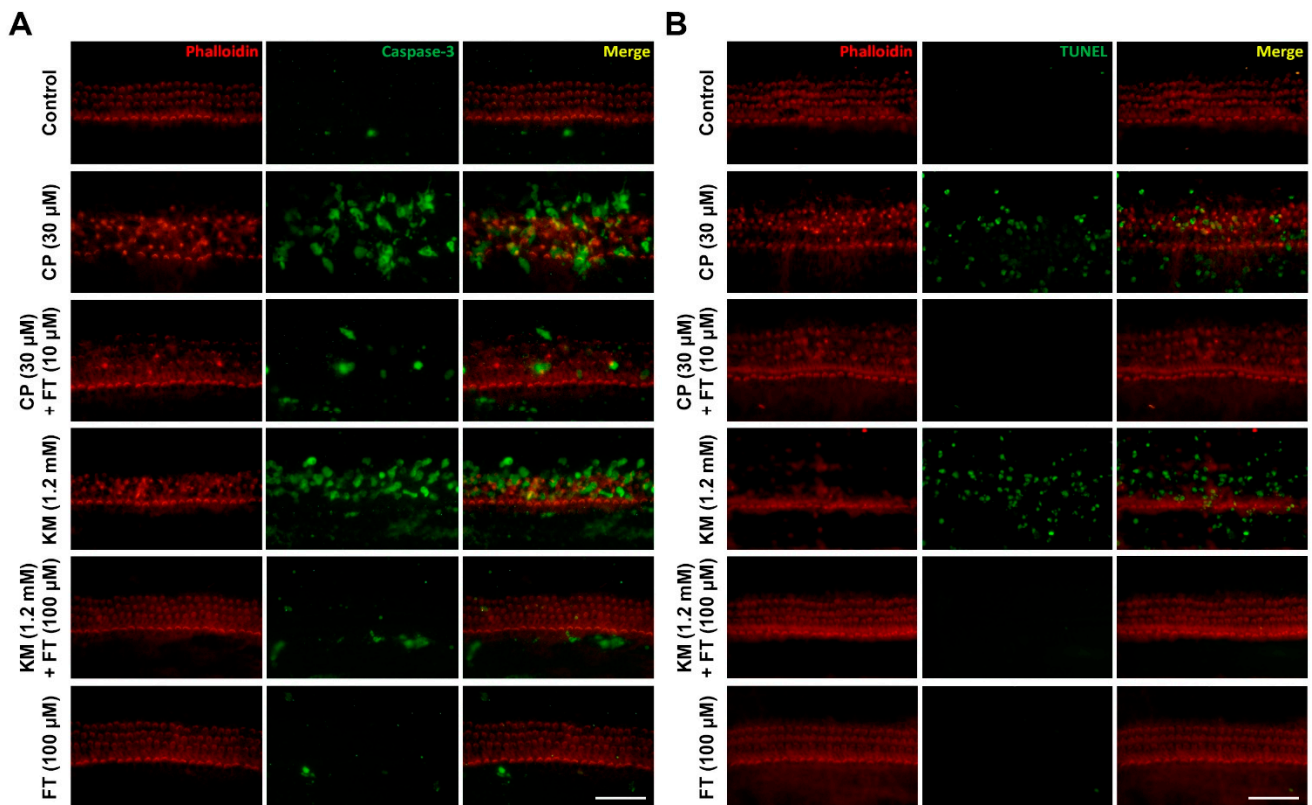 A
Phalloidin Caspase-3 Merge
Control
CP (30 µM)
CP (30 µM)
+ FT (10 µM)
KM (1.2 mM)
KM (1.2 mM)
+ FT (100 µM)
FT (100 µM)
B
Phalloidin TUNEL Merge
Control
CP (30 µM)
CP (30 µM)
+ FT (10 µM)
KM (1.2 mM)
KM (1.2 mM)
+ FT (100 µM)
FT (100 µM)